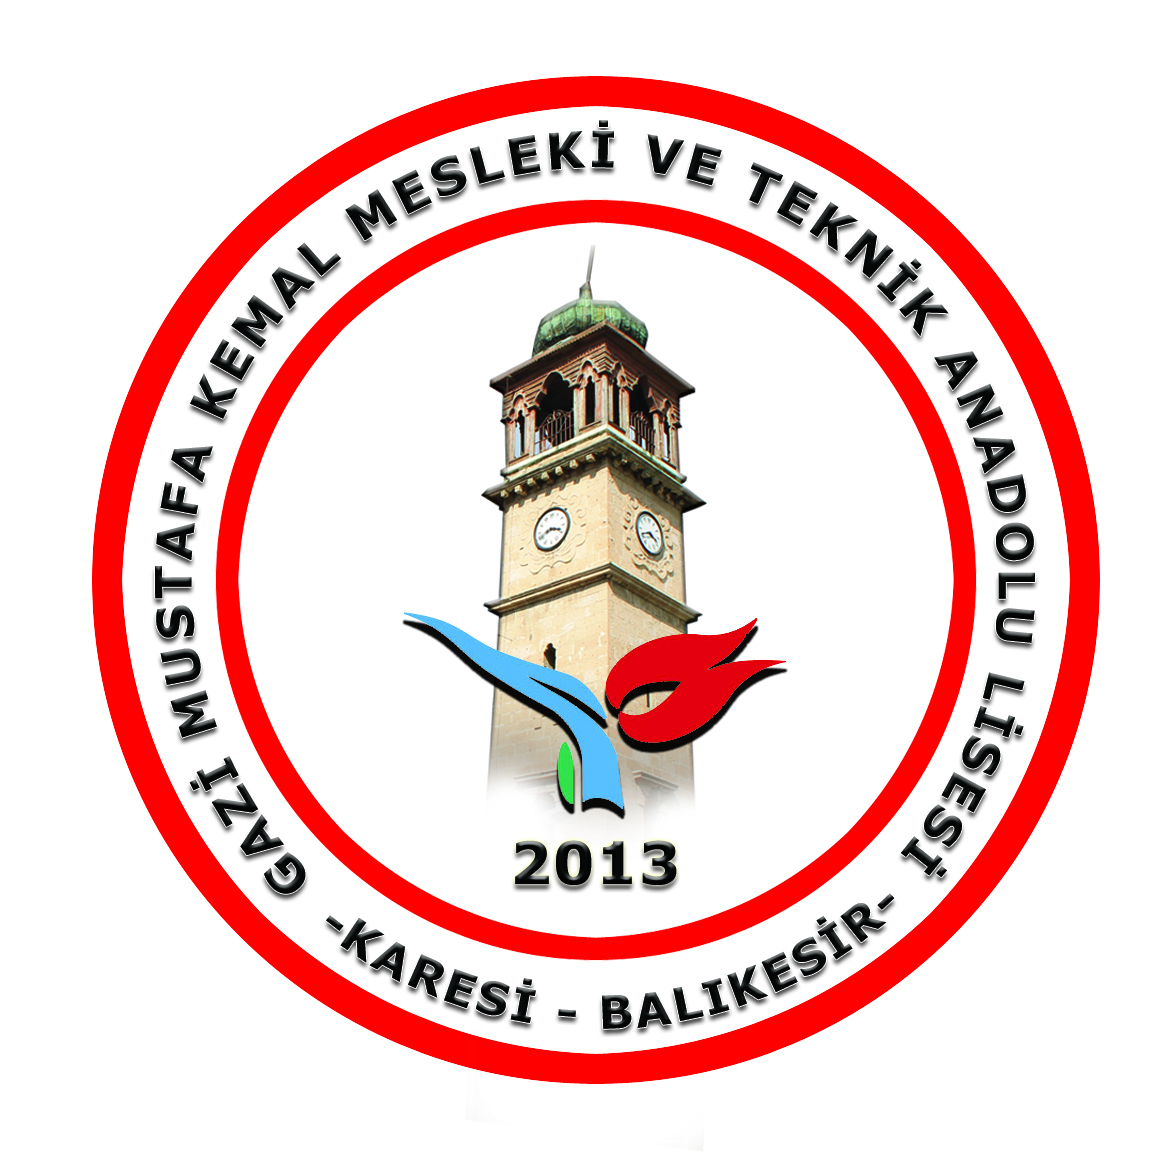 GAZİ MUSTAFA KEMAL MESLEKİ VE TEKNİK ANADOLU LİSESİ
-KARESİ - BALIKESİR-
2013